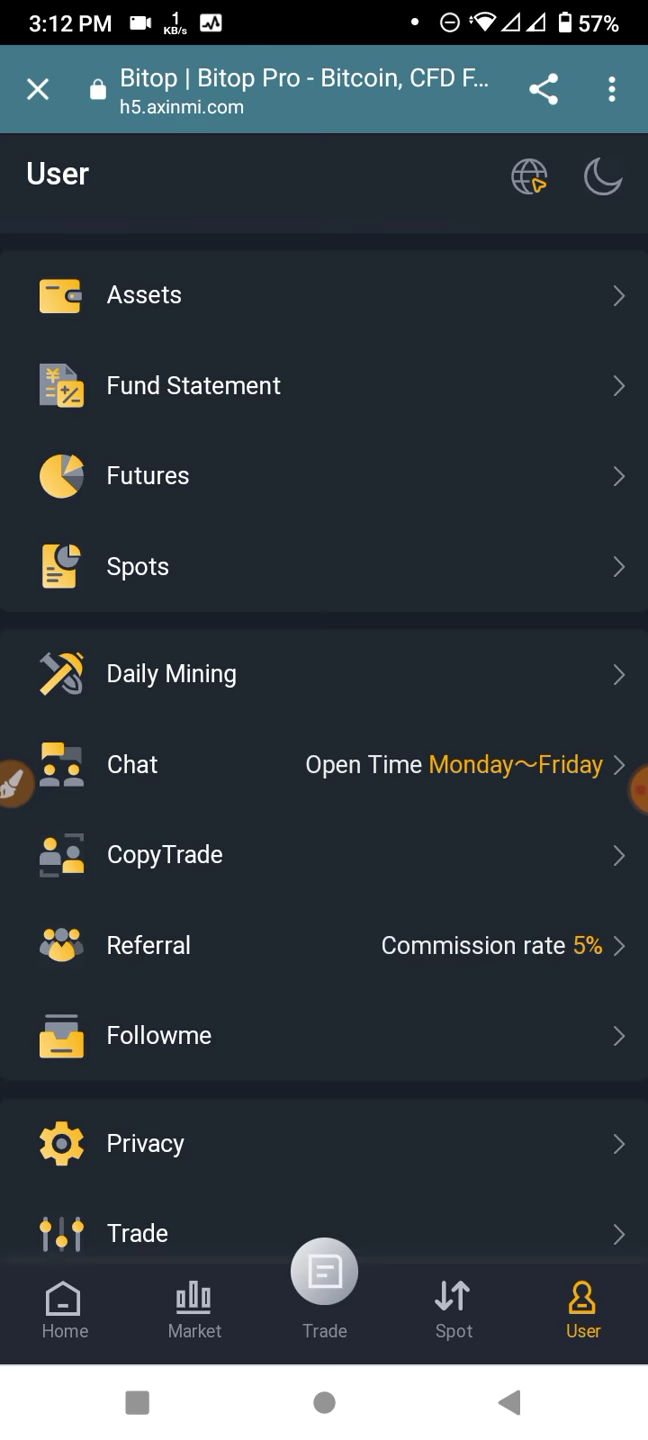 3:12 PM 1 KB/s 57%
Bitop | Bitop Pro - Bitcoin, CFD F...
h5.axinmi.com
User
Assets
Fund Statement
Futures
Spots
Daily Mining
Chat Open Time Monday～Friday
CopyTrade
Referral Commission rate 5%
Followme
Privacy
Trade
Home Market Trade Spot User